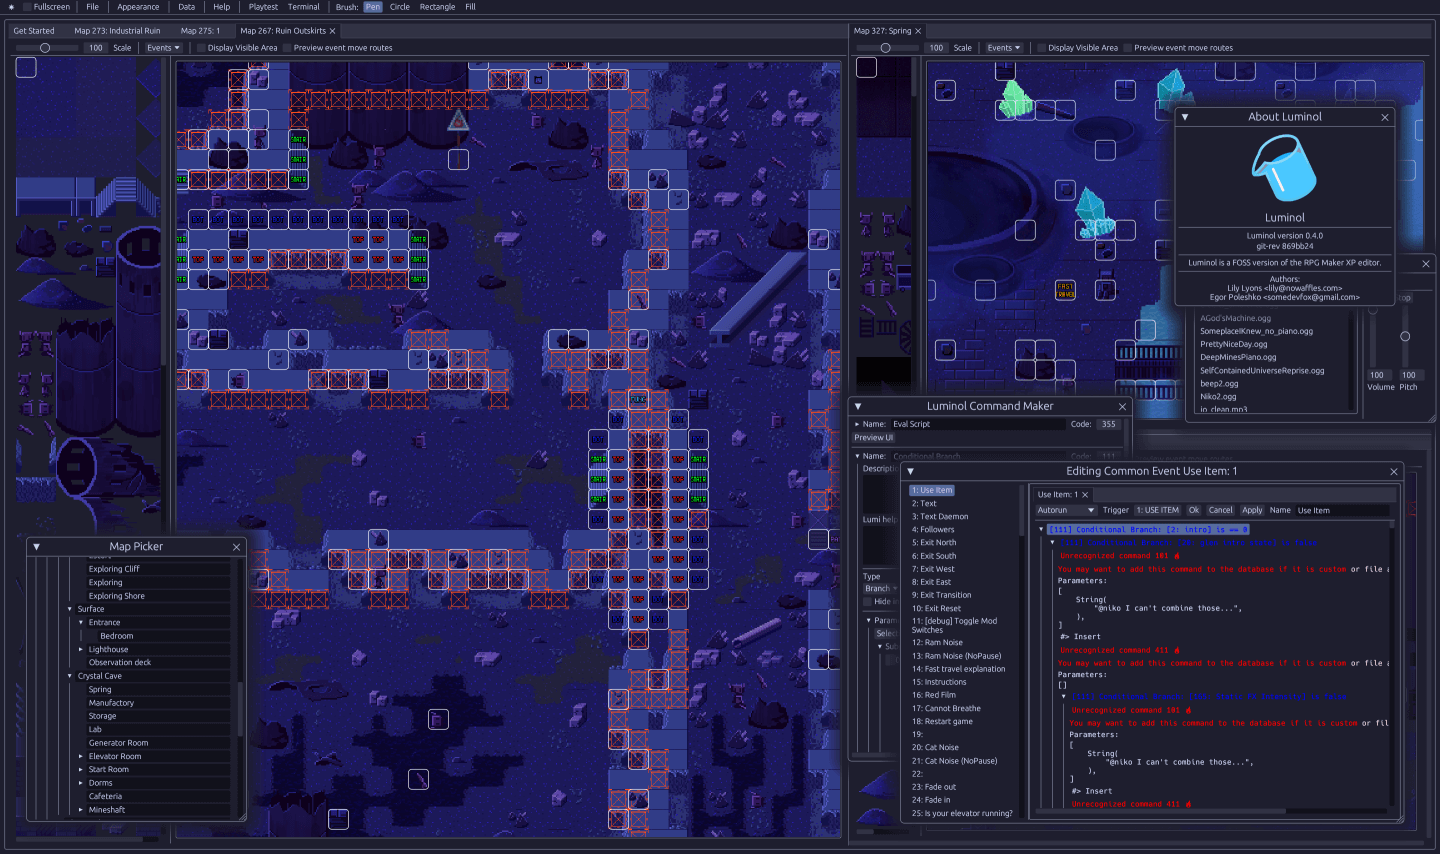 Fullscreen File Appearance Data Help Playtest Terminal Brush: Pen Circle Rectangle Fill
Get Started Map 273: Industrial Ruin Map 275: 1 Map 267: Ruin Outskirts
100 Scale Events Display Visible Area Preview event move routes
Map 327: Spring
100 Scale Events Display Visible Area Preview event move routes
FAST
TRAVEL
About Luminol
Luminol
Luminol version 0.4.0
git-rev 869bb24
Luminol is a FOSS version of the RPG Maker XP editor.
Authors:
Lily Lyons <lily@nowaffles.com>
Egor Poleshko <somedevfox@gmail.com>
AGod'sMachine.ogg
SomeplaceIKnew_no_piano.ogg
PrettyNiceDay.ogg
DeepMinesPiano.ogg
SelfContainedUniverseReprise.ogg
beep2.ogg
Niko2.ogg
io_clean.mp3
100 100
Volume Pitch
Map Picker
Exploring Cliff
Exploring
Exploring Shore
Surface
Entrance
Bedroom
Lighthouse
Observation deck
Crystal Cave
Spring
Manufactory
Storage
Lab
Generator Room
Elevator Room
Start Room
Dorms
Cafeteria
Mineshaft
Luminol Command Maker
Name: Eval Script Code: 355
Preview UI
Name: Conditional Branch Code: 111
Descriptio
Lumi help
Type
Branch
Hide i
Param
Select
Sub
Editing Common Event Use Item: 1
1: Use Item
2: Text
3: Text Daemon
4: Followers
5: Exit North
6: Exit South
7: Exit West
8: Exit East
9: Exit Transition
10: Exit Reset
11: [debug] Toggle Mod
Switches
12: Ram Noise
13: Ram Noise (NoPause)
14: Fast travel explanation
15: Instructions
16: Red Film
17: Cannot Breathe
18: Restart game
19:
20: Cat Noise
21: Cat Noise (NoPause)
22:
23: Fade out
24: Fade in
25: Is your elevator running?
Use Item: 1
Autorun Trigger 1: USE ITEM Ok Cancel Apply Name Use Item
[111] Conditional Branch: [2: intro] is == 0
Unrecognized command 101
You may want to add this command to the database if it is custom or file a
Parameters:
[
String(
"@niko I can't combine those...",
),
]
#> Insert
Unrecognized command 411
You may want to add this command to the database if it is custom or file a
Parameters:
[]
Unrecognized command 101
You may want to add this command to the database if it is custom or fil
Parameters:
[
String(
"@niko I can't combine those...",
),
]
#> Insert
Unrecognized command 411